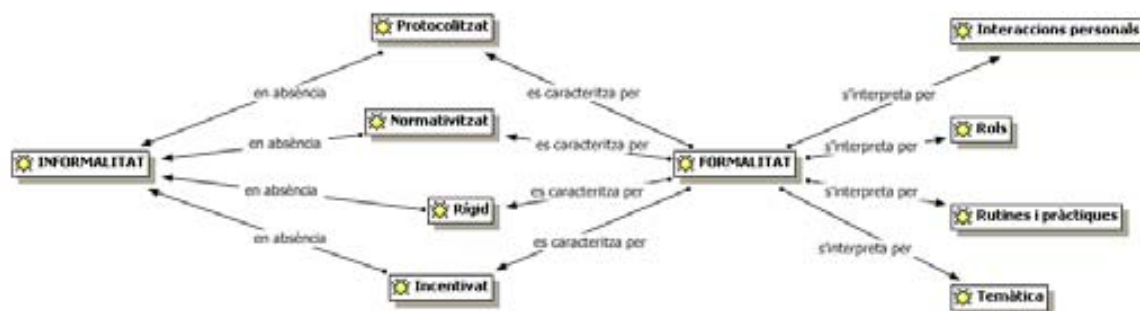 Protocolitzat
Interaccions personals
en absència
es caracteritza per
s'interpreta per
Normativitzat
Rols
en absència
es caracteritza per
s'interpreta per
INFORMALITAT
FORMALITAT
en absència
es caracteritza per
s'interpreta per
Rígid
Rutines i pràctiques
en absència
es caracteritza per
s'interpreta per
Incentivat
Temàtica